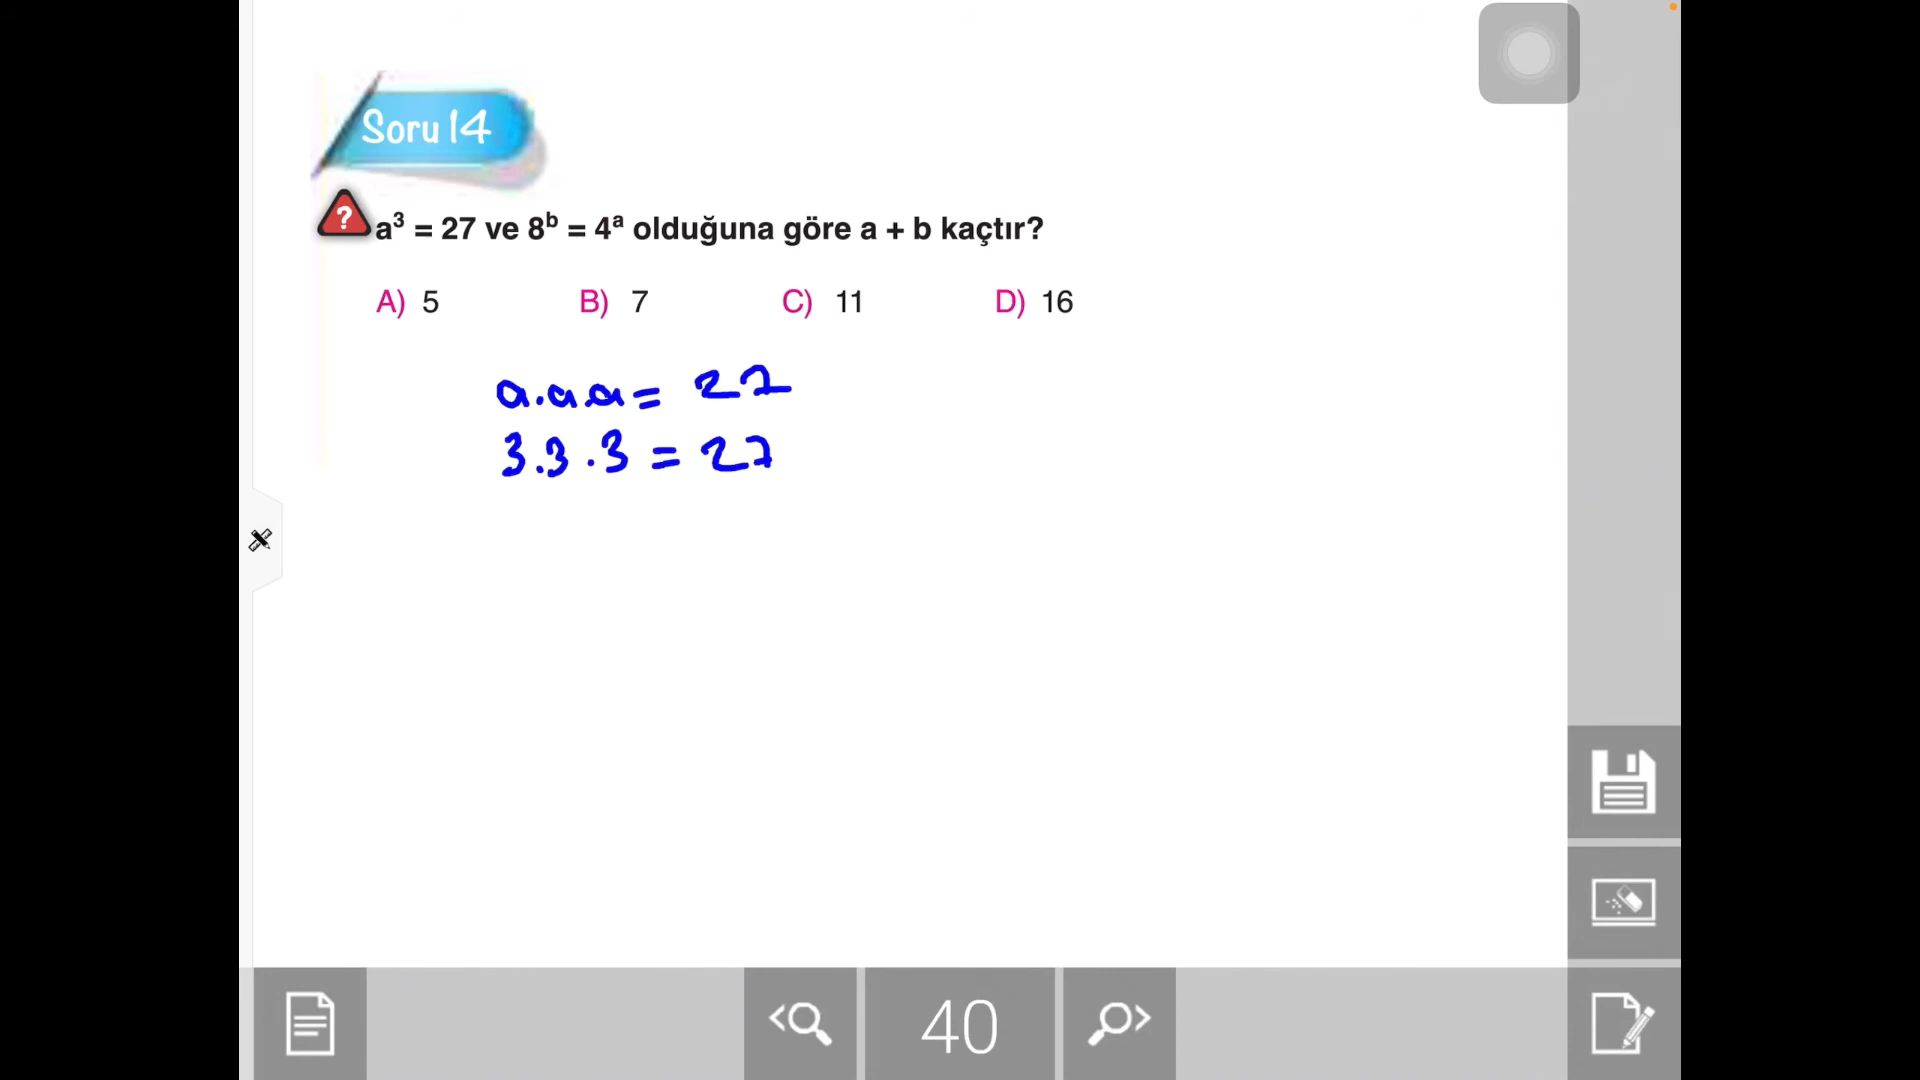 Soru 14
? a³ = 27 ve 8ᵇ = 4ᵃ olduğuna göre a + b kaçtır?
A) 5 B) 7 C) 11 D) 16
a.a.a = 27
3.3.3 = 27
40